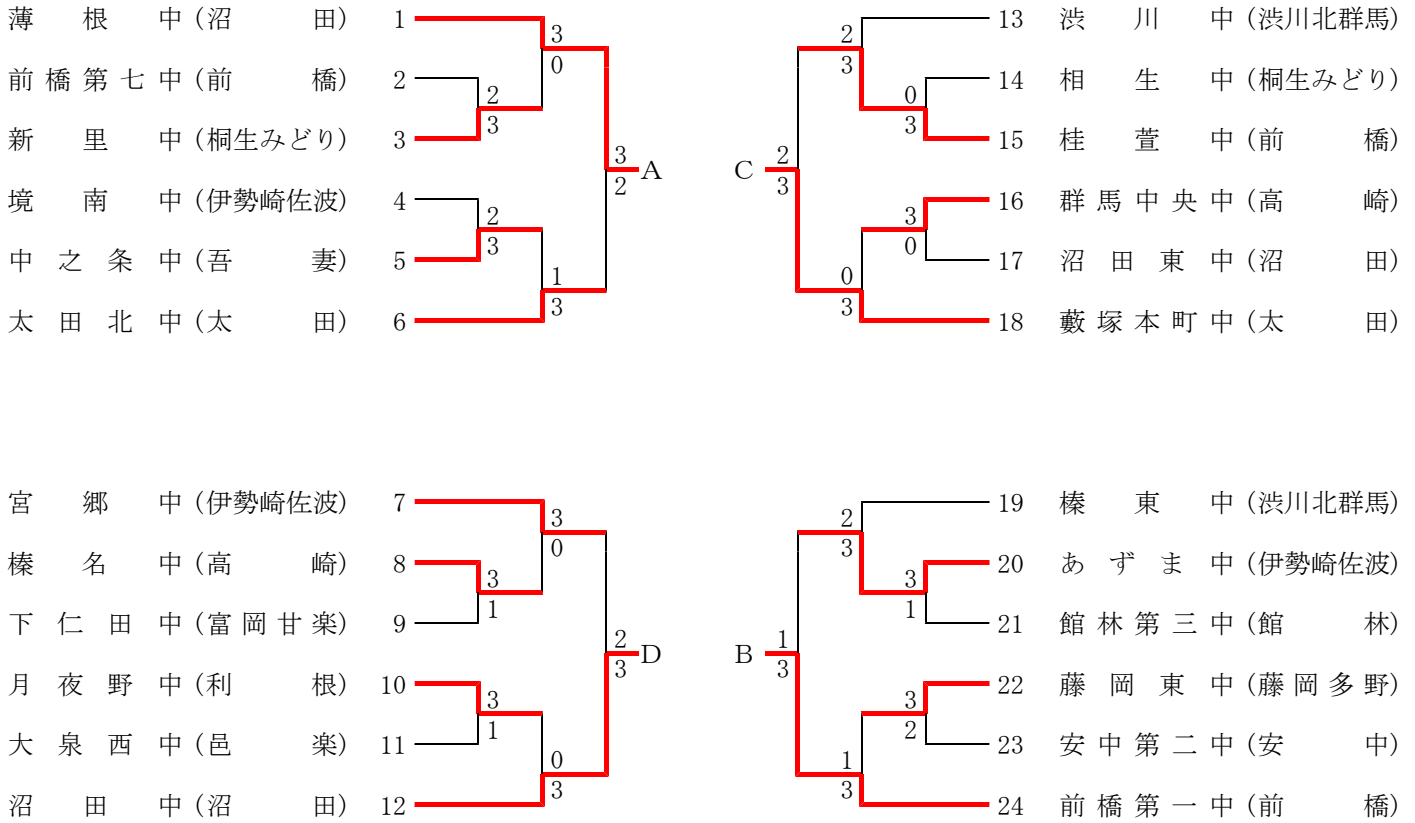 薄根中(沼田) 1
3
0
前橋第七中(前橋) 2
2
3
新里中(桐生みどり) 3
3
2
A
境南中(伊勢崎佐波) 4
2
3
中之条中(吾妻) 5
1
3
太田北中(太田) 6
13 渋川中(渋川北群馬)
2
3
14 相生中(桐生みどり)
0
3
15 桂萱中(前橋)
C
2
3
16 群馬中央中(高崎)
3
0
17 沼田東中(沼田)
0
3
18 藪塚本町中(太田)
宮郷中(伊勢崎佐波) 7
3
0
榛名中(高崎) 8
3
1
下仁田中(富岡甘楽) 9
2
3
D
月夜野中(利根) 10
3
1
大泉西中(邑楽) 11
0
3
沼田中(沼田) 12
19 榛東中(渋川北群馬)
2
3
20 あずま中(伊勢崎佐波)
3
1
21 館林第三中(館林)
B
1
3
22 藤岡東中(藤岡多野)
3
2
23 安中第二中(安中)
1
3
24 前橋第一中(前橋)